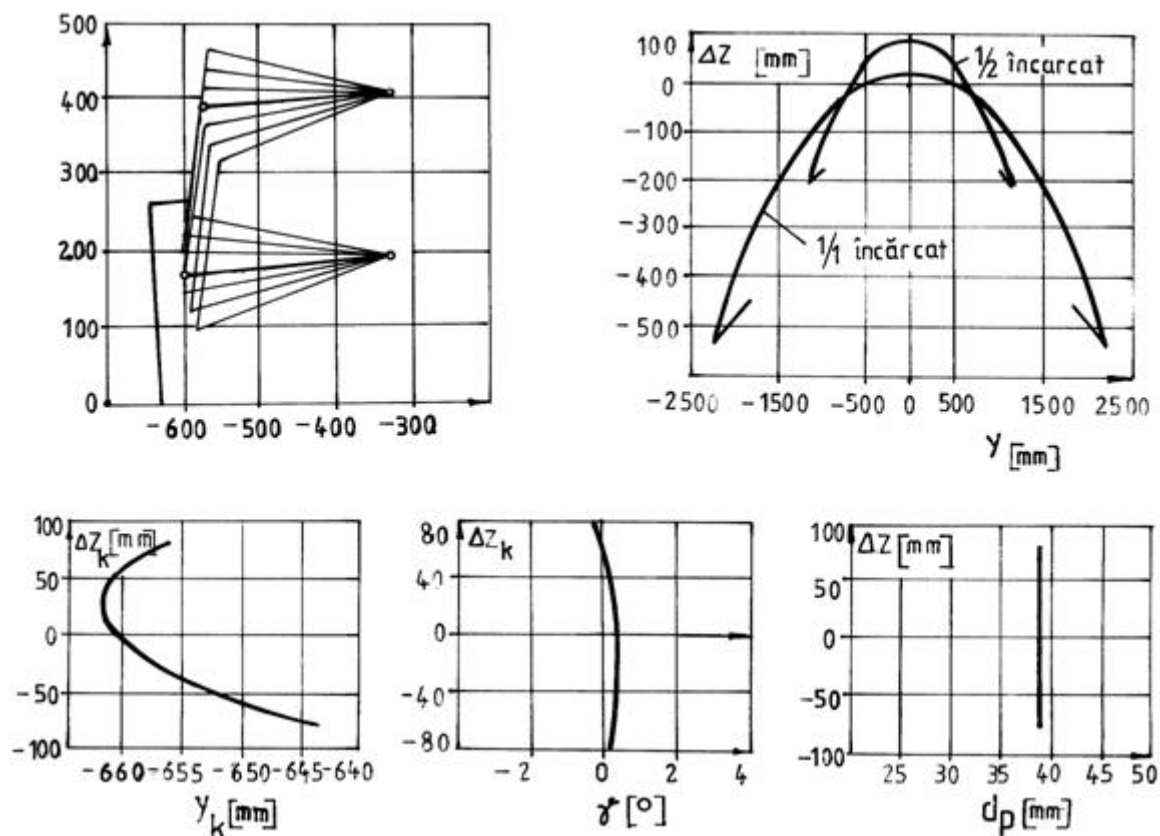 500
400
300
200
100
0
-600 -500 -400 -300
ΔZ [mm]
100
0
-100
-200
-300
-400
-500
1/2 încarcat
1/1 încărcat
-2500 -1500 -500 0 500 1500 2500
y [mm]
ΔZk [mm]
100
50
0
-50
-100
-660 -655 -650 -645 -640
yk [mm]
ΔZk
80
40
0
-40
-80
-2 0 2 4
γ [°]
ΔZ [mm]
100
50
0
-50
-100
25 30 35 40 45 50
dp [mm]